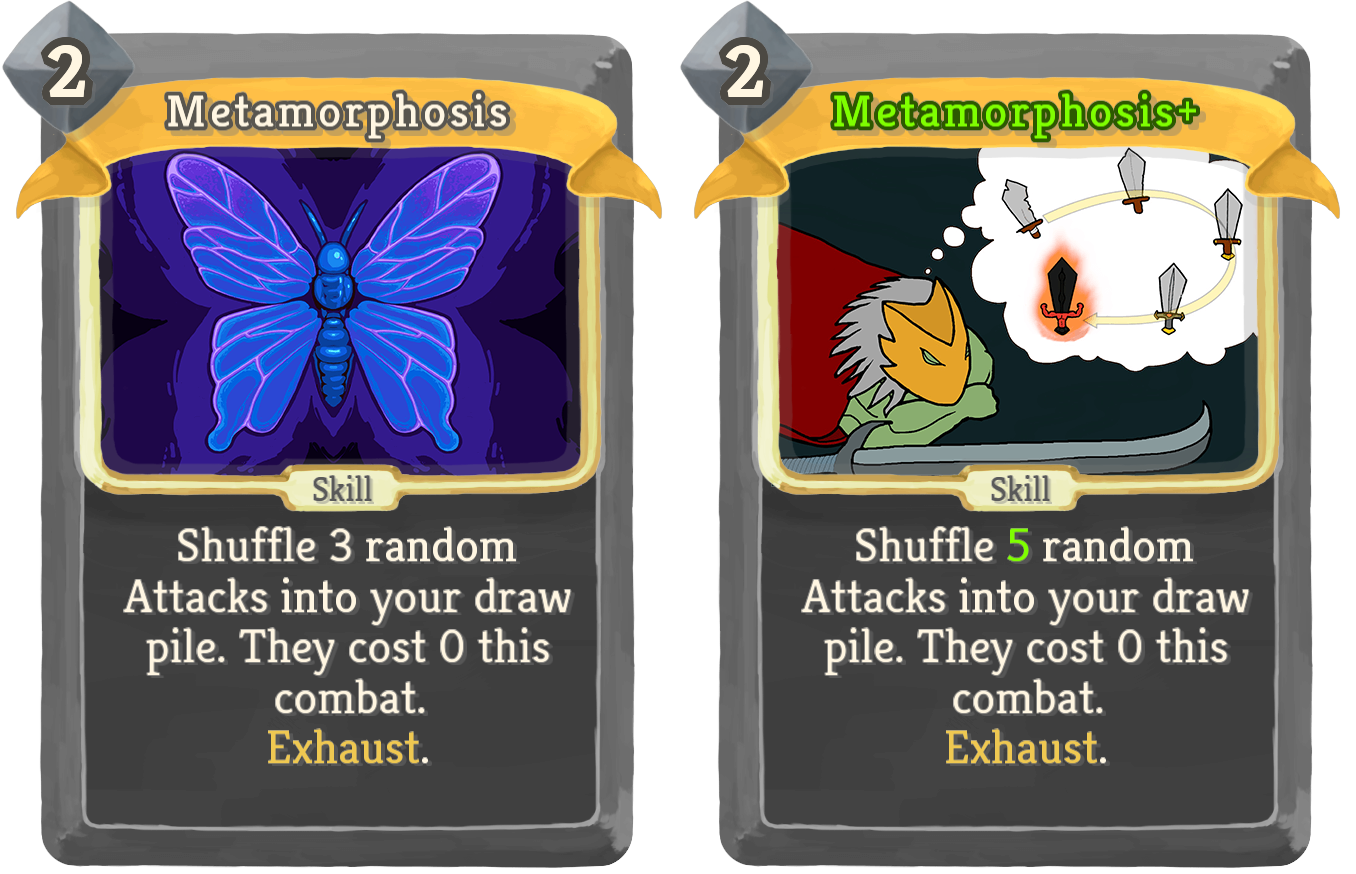 2
Metamorphosis
Skill
Shuffle 3 random
Attacks into your draw
pile. They cost 0 this
combat.
Exhaust.
2
Metamorphosis+
Skill
Shuffle 5 random
Attacks into your draw
pile. They cost 0 this
combat.
Exhaust.